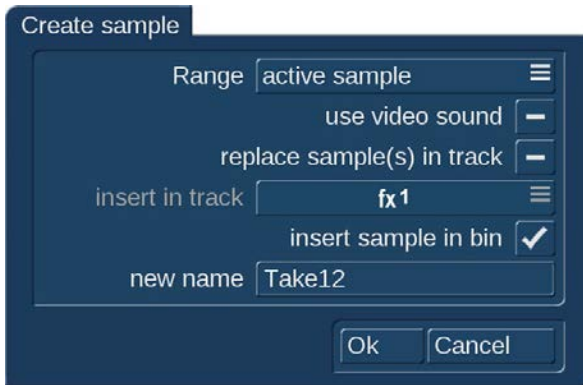 Create sample
Range active sample
use video sound
replace sample(s) in track
insert in track fx1
insert sample in bin
new name Take12
Ok Cancel